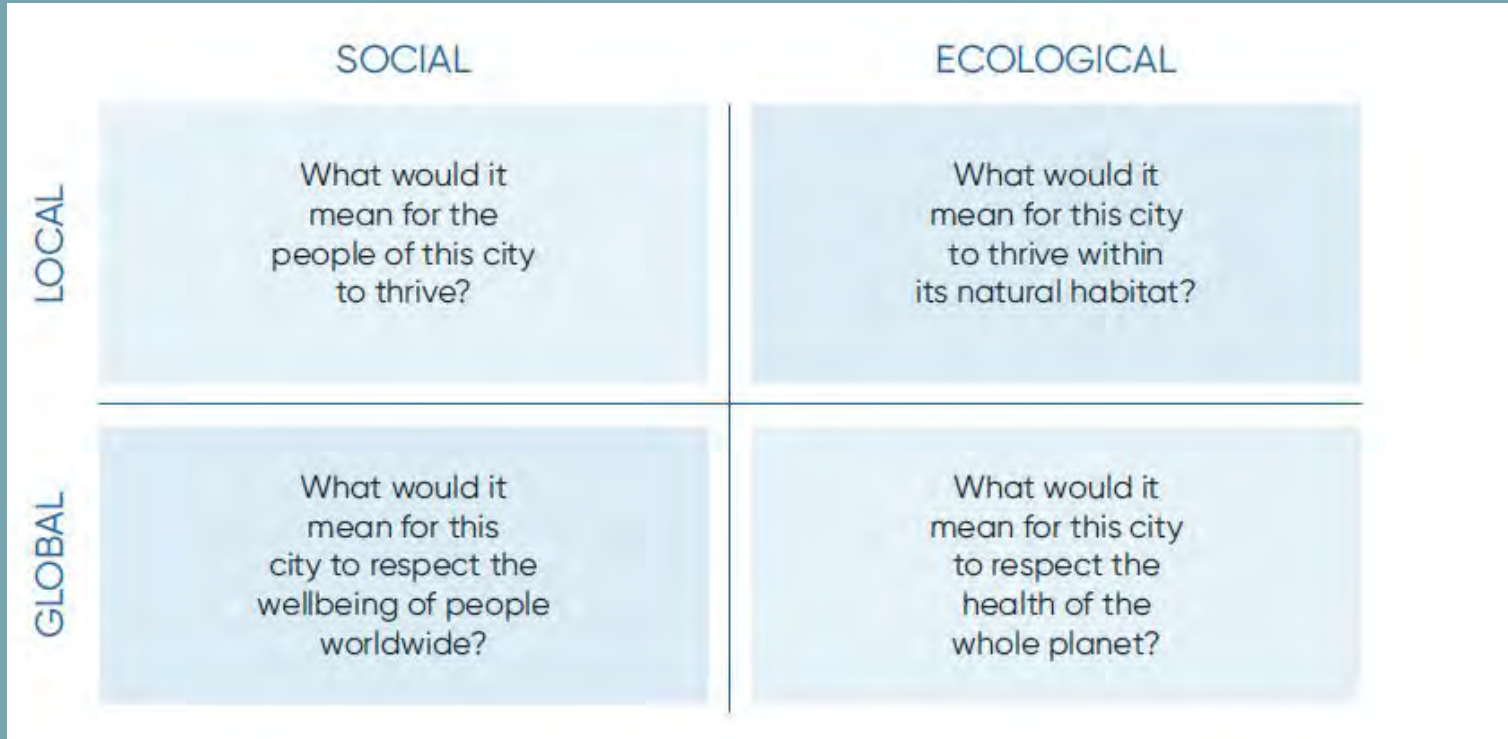 SOCIAL
ECOLOGICAL
LOCAL
What would it
mean for the
people of this city
to thrive?
What would it
mean for this city
to thrive within
its natural habitat?
GLOBAL
What would it
mean for this
city to respect the
wellbeing of people
worldwide?
What would it
mean for this city
to respect the
health of the
whole planet?